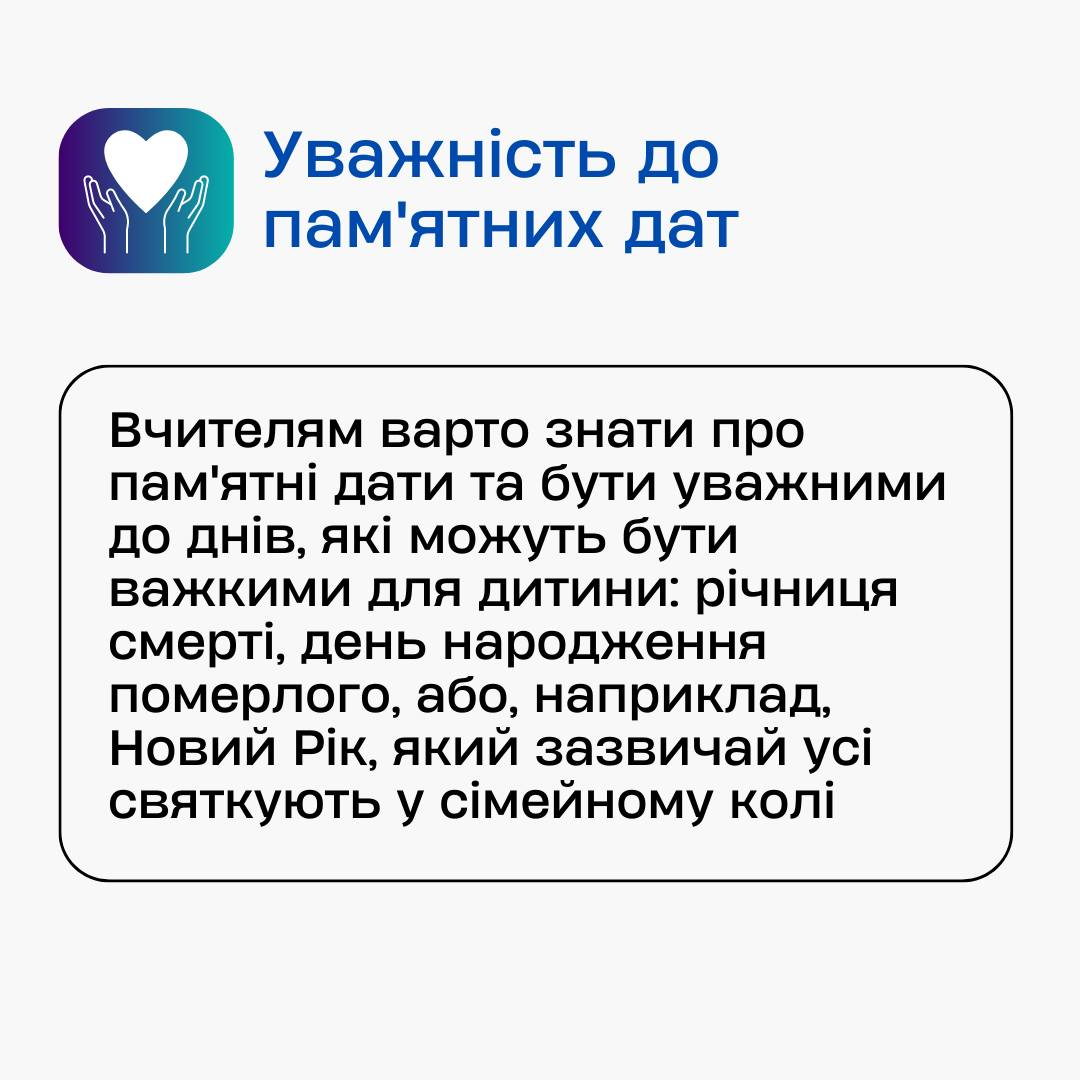 Уважність до
пам'ятних дат
Вчителям варто знати про
пам'ятні дати та бути уважними
до днів, які можуть бути
важкими для дитини: річниця
смерті, день народження
померлого, або, наприклад,
Новий Рік, який зазвичай усі
святкують у сімейному колі